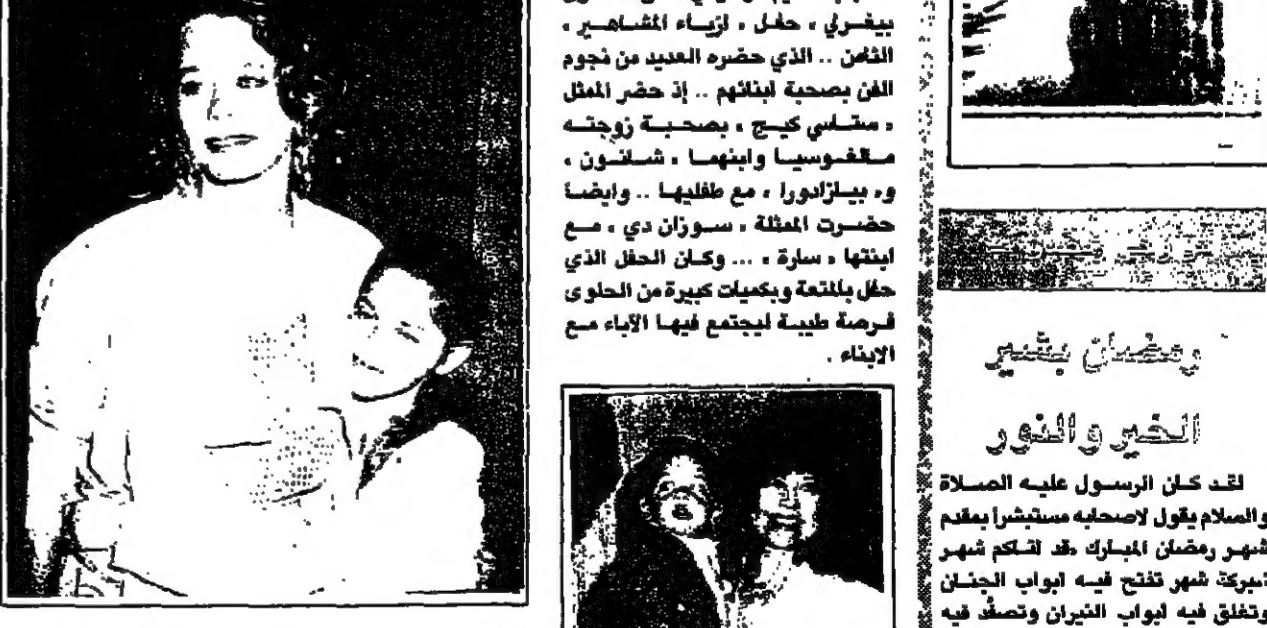 بيفرلي ، حفل ، ازياء المشاهير ،
الثامن .. الذي حضره العديد من نجوم
الفن بصحبة ابنائهم .. إذ حضر الممثل
، ستاسي كيج ، بصحبة زوجته
وابنهما ، شانون ،
و، بيلزادورا ، مع طفليها .. وايضا
حضرت الممثلة ، سوزان دي ، مع
ابنتها ، سارة ، ... وكان الحفل الذي
حفل بالمتعة وبكميات كبيرة من الحلوى
فرصة طيبة ليجتمع فيها الآباء مع
الابناء .
رمضان بشير
الخير والنور
لقد كان الرسول عليه الصلاة
والسلام يقول لاصحابه مستبشرا بمقدم
شهر رمضان المبارك ،قد اتاكم شهر
شهر تفتح فيه ابواب الجنان
وتغلق فيه ابواب النيران وتصفد فيه